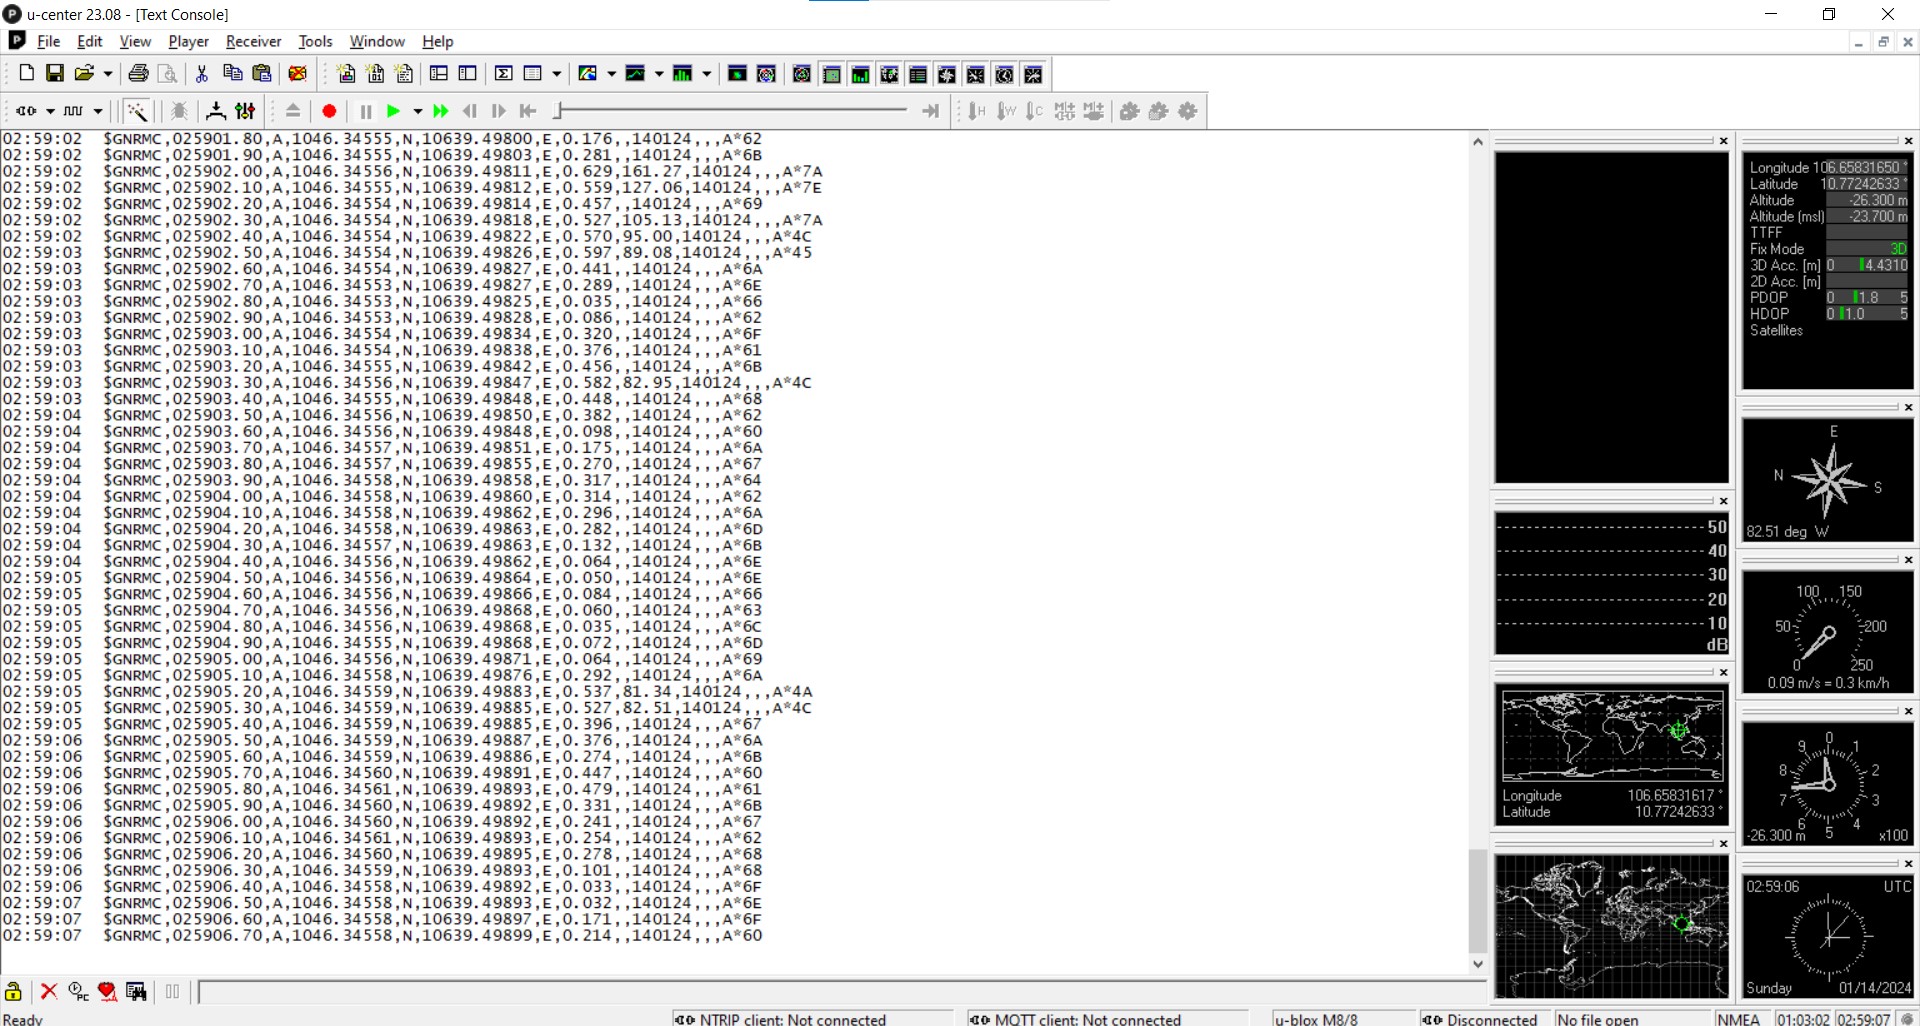 u-center 23.08 - [Text Console]
File Edit View Player Receiver Tools Window Help
02:59:02 $GNRMC,025901.80,A,1046.34555,N,10639.49800,E,0.176,,140124,,,A*62
02:59:02 $GNRMC,025901.90,A,1046.34555,N,10639.49803,E,0.281,,140124,,,A*6B
02:59:02 $GNRMC,025902.00,A,1046.34556,N,10639.49811,E,0.629,161.27,140124,,,A*7A
02:59:02 $GNRMC,025902.10,A,1046.34555,N,10639.49812,E,0.559,127.06,140124,,,A*7E
02:59:02 $GNRMC,025902.20,A,1046.34554,N,10639.49814,E,0.457,,140124,,,A*69
02:59:02 $GNRMC,025902.30,A,1046.34554,N,10639.49818,E,0.527,105.13,140124,,,A*7A
02:59:02 $GNRMC,025902.40,A,1046.34554,N,10639.49822,E,0.570,95.00,140124,,,A*4C
02:59:03 $GNRMC,025902.50,A,1046.34554,N,10639.49826,E,0.597,89.08,140124,,,A*45
02:59:03 $GNRMC,025902.60,A,1046.34554,N,10639.49827,E,0.441,,140124,,,A*6A
02:59:03 $GNRMC,025902.70,A,1046.34553,N,10639.49827,E,0.289,,140124,,,A*6E
02:59:03 $GNRMC,025902.80,A,1046.34553,N,10639.49825,E,0.035,,140124,,,A*66
02:59:03 $GNRMC,025902.90,A,1046.34553,N,10639.49828,E,0.086,,140124,,,A*62
02:59:03 $GNRMC,025903.00,A,1046.34554,N,10639.49834,E,0.320,,140124,,,A*6F
02:59:03 $GNRMC,025903.10,A,1046.34554,N,10639.49838,E,0.376,,140124,,,A*61
02:59:03 $GNRMC,025903.20,A,1046.34555,N,10639.49842,E,0.456,,140124,,,A*6B
02:59:03 $GNRMC,025903.30,A,1046.34556,N,10639.49847,E,0.582,82.95,140124,,,A*4C
02:59:03 $GNRMC,025903.40,A,1046.34555,N,10639.49848,E,0.448,,140124,,,A*68
02:59:04 $GNRMC,025903.50,A,1046.34556,N,10639.49850,E,0.382,,140124,,,A*62
02:59:04 $GNRMC,025903.60,A,1046.34556,N,10639.49848,E,0.098,,140124,,,A*60
02:59:04 $GNRMC,025903.70,A,1046.34557,N,10639.49851,E,0.175,,140124,,,A*6A
02:59:04 $GNRMC,025903.80,A,1046.34557,N,10639.49855,E,0.270,,140124,,,A*67
02:59:04 $GNRMC,025903.90,A,1046.34558,N,10639.49858,E,0.317,,140124,,,A*64
02:59:04 $GNRMC,025904.00,A,1046.34558,N,10639.49860,E,0.314,,140124,,,A*62
02:59:04 $GNRMC,025904.10,A,1046.34558,N,10639.49862,E,0.296,,140124,,,A*6A
02:59:04 $GNRMC,025904.20,A,1046.34558,N,10639.49863,E,0.282,,140124,,,A*6D
02:59:04 $GNRMC,025904.30,A,1046.34557,N,10639.49863,E,0.132,,140124,,,A*6B
02:59:04 $GNRMC,025904.40,A,1046.34556,N,10639.49862,E,0.064,,140124,,,A*6E
02:59:05 $GNRMC,025904.50,A,1046.34556,N,10639.49864,E,0.050,,140124,,,A*6E
02:59:05 $GNRMC,025904.60,A,1046.34556,N,10639.49866,E,0.084,,140124,,,A*66
02:59:05 $GNRMC,025904.70,A,1046.34556,N,10639.49868,E,0.060,,140124,,,A*63
02:59:05 $GNRMC,025904.80,A,1046.34556,N,10639.49868,E,0.035,,140124,,,A*6C
02:59:05 $GNRMC,025904.90,A,1046.34555,N,10639.49868,E,0.072,,140124,,,A*6D
02:59:05 $GNRMC,025905.00,A,1046.34556,N,10639.49871,E,0.064,,140124,,,A*69
02:59:05 $GNRMC,025905.10,A,1046.34558,N,10639.49876,E,0.292,,140124,,,A*6A
02:59:05 $GNRMC,025905.20,A,1046.34559,N,10639.49883,E,0.537,81.34,140124,,,A*4A
02:59:05 $GNRMC,025905.30,A,1046.34559,N,10639.49885,E,0.527,82.51,140124,,,A*4C
02:59:05 $GNRMC,025905.40,A,1046.34559,N,10639.49885,E,0.396,,140124,,,A*67
02:59:06 $GNRMC,025905.50,A,1046.34559,N,10639.49887,E,0.376,,140124,,,A*6A
02:59:06 $GNRMC,025905.60,A,1046.34559,N,10639.49886,E,0.274,,140124,,,A*6B
02:59:06 $GNRMC,025905.70,A,1046.34560,N,10639.49891,E,0.447,,140124,,,A*60
02:59:06 $GNRMC,025905.80,A,1046.34561,N,10639.49893,E,0.479,,140124,,,A*61
02:59:06 $GNRMC,025905.90,A,1046.34560,N,10639.49892,E,0.331,,140124,,,A*6B
02:59:06 $GNRMC,025906.00,A,1046.34560,N,10639.49892,E,0.241,,140124,,,A*67
02:59:06 $GNRMC,025906.10,A,1046.34561,N,10639.49893,E,0.254,,140124,,,A*62
02:59:06 $GNRMC,025906.20,A,1046.34560,N,10639.49895,E,0.278,,140124,,,A*68
02:59:06 $GNRMC,025906.30,A,1046.34559,N,10639.49893,E,0.101,,140124,,,A*68
02:59:06 $GNRMC,025906.40,A,1046.34558,N,10639.49892,E,0.033,,140124,,,A*6F
02:59:07 $GNRMC,025906.50,A,1046.34558,N,10639.49893,E,0.032,,140124,,,A*6E
02:59:07 $GNRMC,025906.60,A,1046.34558,N,10639.49897,E,0.171,,140124,,,A*6F
02:59:07 $GNRMC,025906.70,A,1046.34558,N,10639.49899,E,0.214,,140124,,,A*60
50
40
30
20
10
dB
Longitude 106.65831617 °
Latitude 10.77242633 °
Longitude 106.65831650 °
Latitude 10.77242633 °
Altitude -26.300 m
Altitude (msl) -23.700 m
TTFF
Fix Mode 3D
3D Acc. [m] 0 4.4310
2D Acc. [m]
PDOP 0 1.8 5
HDOP 0 1.0 5
Satellites
E
N S
82.51 deg W
100 150
50 200
0 250
0.09 m/s = 0.3 km/h
0
9 1
8 2
7 3
6 5 4
-26.300 m x100
02:59:06 UTC
Sunday 01/14/2024
Ready NTRIP client: Not connected MQTT client: Not connected u-blox M8/8 Disconnected No file open NMEA 01:03:02 02:59:07